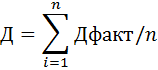 Д = ∑_{i=1}^{n} Дфакт/n